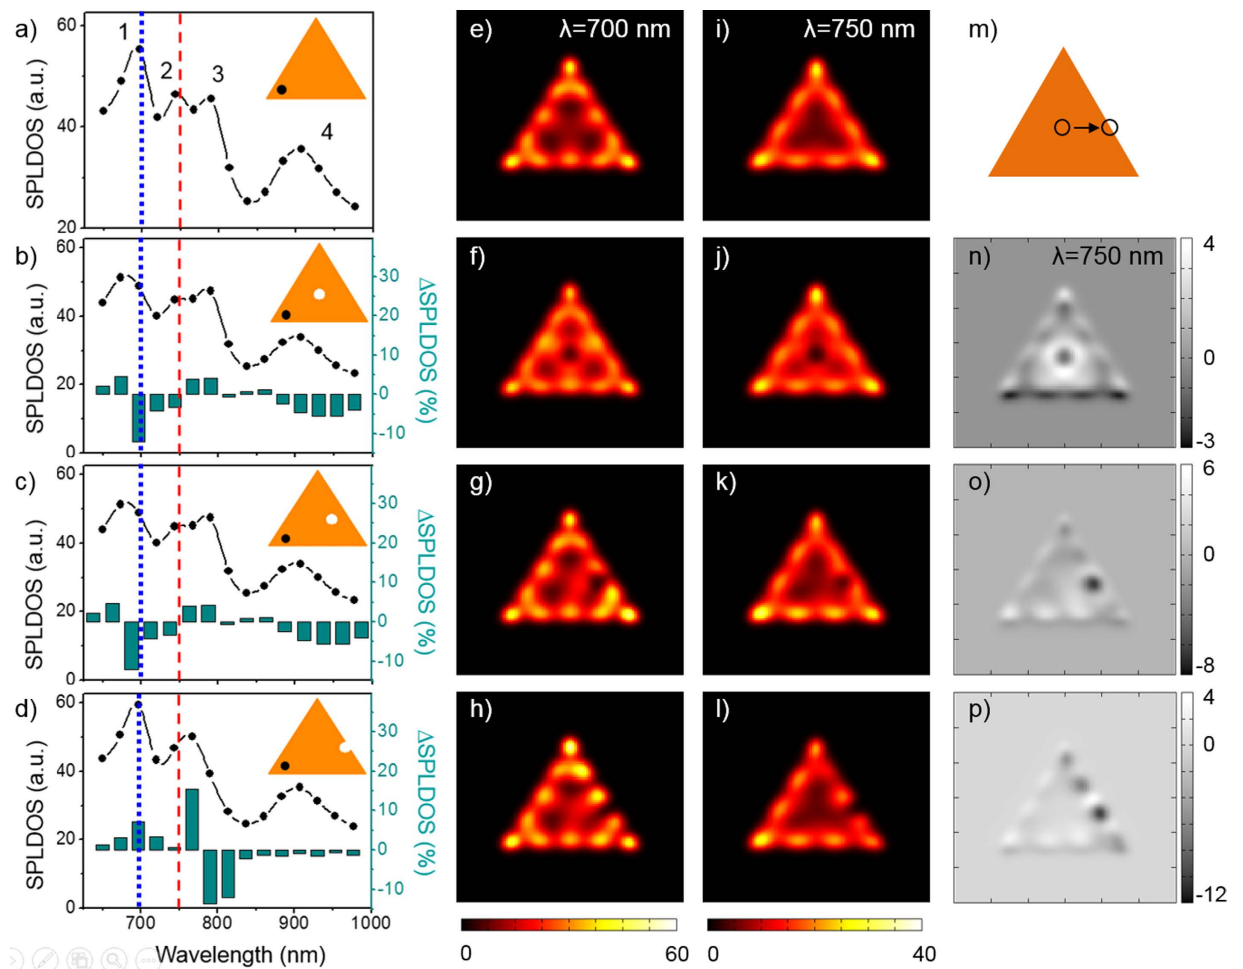 a)
1
2
3
4
60
40
20
SPLDOS (a.u.)
e)
λ=700 nm
i)
λ=750 nm
m)
b)
60
40
20
0
SPLDOS (a.u.)
30
20
10
0
-10
ΔSPLDOS (%)
f)
j)
n)
λ=750 nm
4
0
-3
c)
60
40
20
0
SPLDOS (a.u.)
30
20
10
0
-10
ΔSPLDOS (%)
g)
k)
o)
6
0
-8
d)
60
40
20
0
SPLDOS (a.u.)
30
20
10
0
-10
ΔSPLDOS (%)
h)
l)
p)
4
0
-12
700
800
900
1000
Wavelength (nm)
0
60
0
40